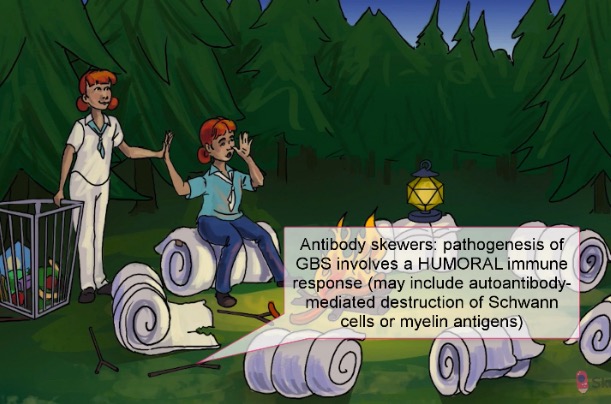 Antibody skewers: pathogenesis of
GBS involves a HUMORAL immune
response (may include autoantibody-
mediated destruction of Schwann
cells or myelin antigens)